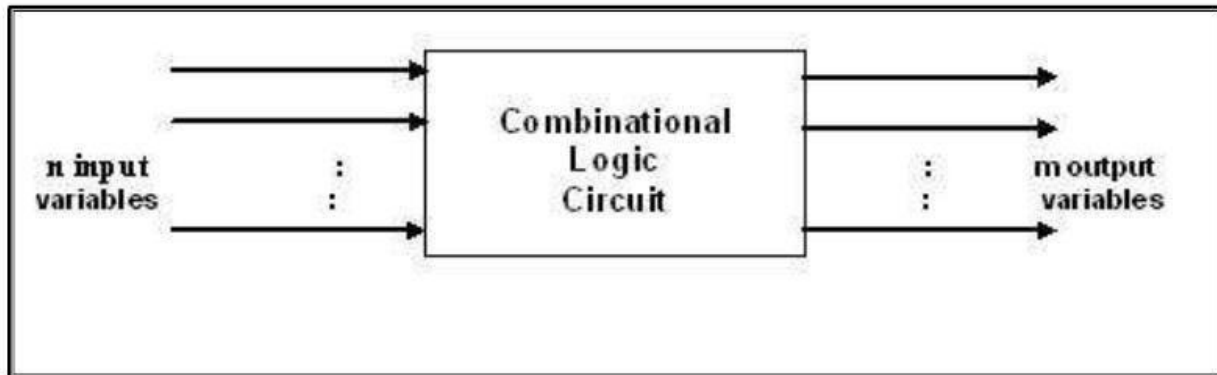 n input
variables
:
:
Combinational
Logic
Circuit
:
:
m output
variables